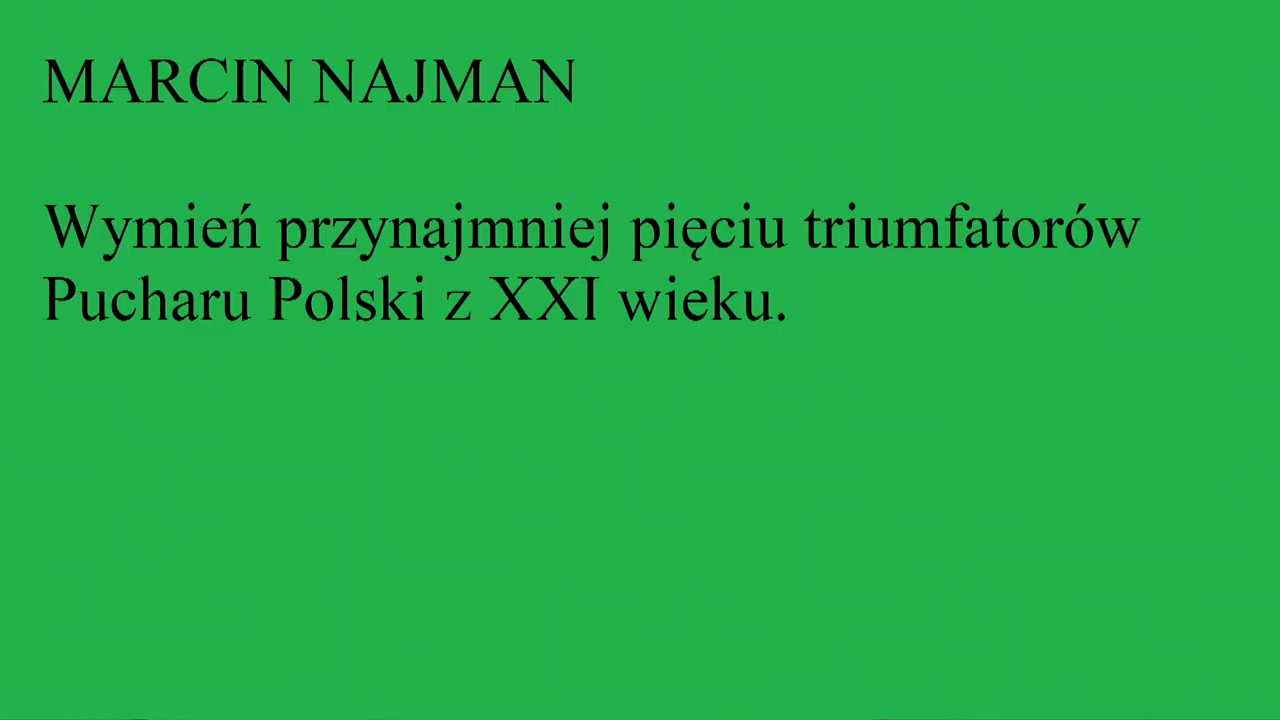 MARCIN NAJMAN
Wymień przynajmniej pięciu triumfatorów
Pucharu Polski z XXI wieku.